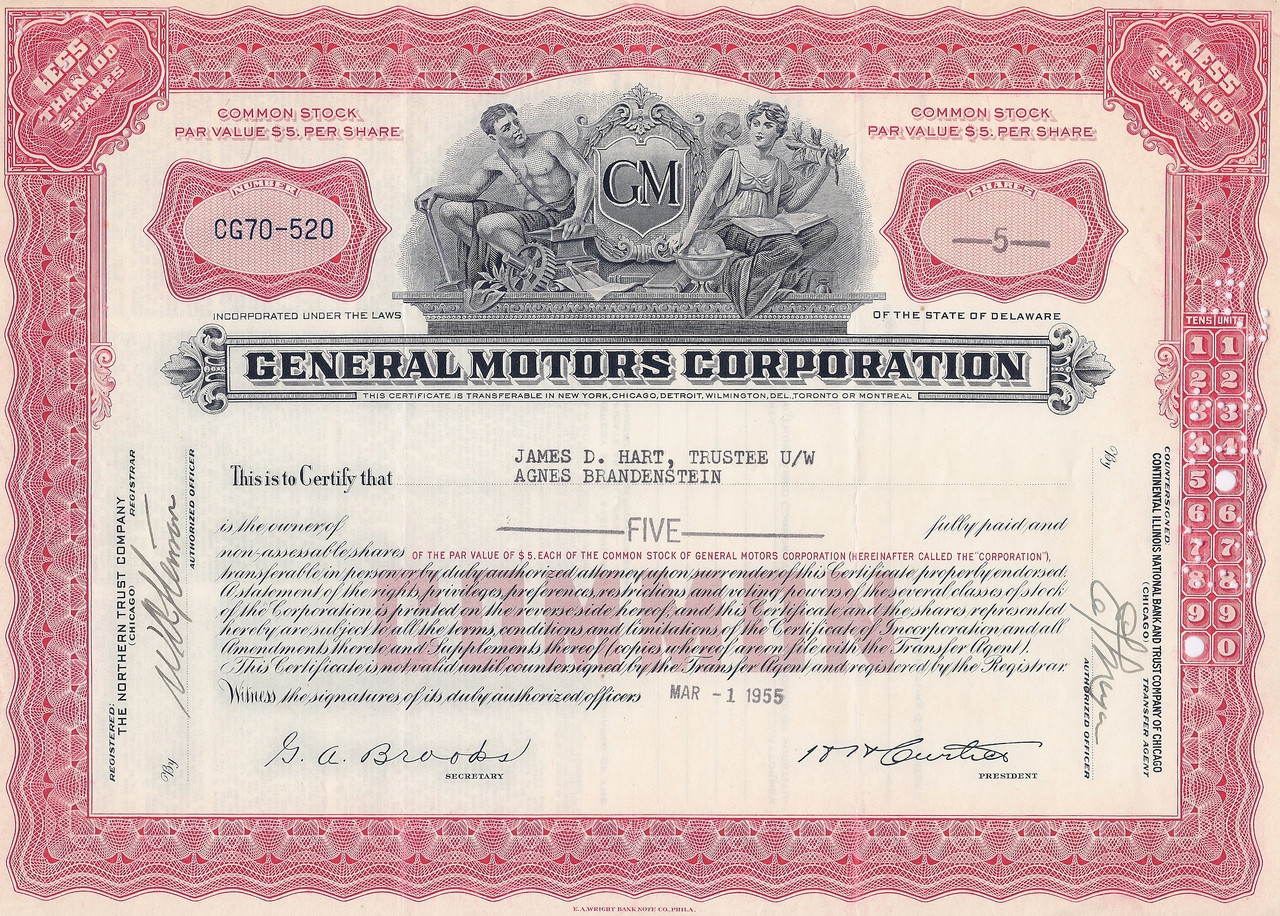 LESS THAN 100 SHARES
LESS THAN 100 SHARES
COMMON STOCK
PAR VALUE $5. PER SHARE
COMMON STOCK
PAR VALUE $5. PER SHARE
GM
NUMBER
CG70-520
SHARES
—5—
INCORPORATED UNDER THE LAWS
OF THE STATE OF DELAWARE
GENERAL MOTORS CORPORATION
THIS CERTIFICATE IS TRANSFERABLE IN NEW YORK, CHICAGO, DETROIT, WILMINGTON, DEL., TORONTO OR MONTREAL
This is to Certify that
JAMES D. HART, TRUSTEE U/W
AGNES BRANDENSTEIN
is the owner of —FIVE— fully paid and
non-assessable shares OF THE PAR VALUE OF $5. EACH OF THE COMMON STOCK OF GENERAL MOTORS CORPORATION (HEREINAFTER CALLED THE "CORPORATION"),
transferable in person or by duly authorized attorney upon surrender of this Certificate properly endorsed.
A statement of the rights, privileges, preferences, restrictions and voting powers of the several classes of stock
of the Corporation is printed on the reverse side hereof, and this Certificate and the shares represented
hereby are subject to all the terms, conditions and limitations of the Certificate of Incorporation and all
Amendments thereto and Supplements thereof (copies whereof are on file with the Transfer Agent).
This Certificate is not valid until countersigned by the Transfer Agent and registered by the Registrar.
COMMON
Witness the signatures of its duly authorized officers
MAR -1 1955
G. A. Brooks
SECRETARY
H H Curtice
PRESIDENT
REGISTERED:
THE NORTHERN TRUST COMPANY
(CHICAGO)
REGISTRAR
By
AUTHORIZED OFFICER
COUNTERSIGNED:
CONTINENTAL ILLINOIS NATIONAL BANK AND TRUST COMPANY OF CHICAGO
(CHICAGO)
TRANSFER AGENT
By
AUTHORIZED OFFICER
TENS UNITS
1 1
2 2
3 3
4 4
5
6 6
7 7
8 8
9 9
0
E.A.WRIGHT BANK NOTE CO., PHILA.